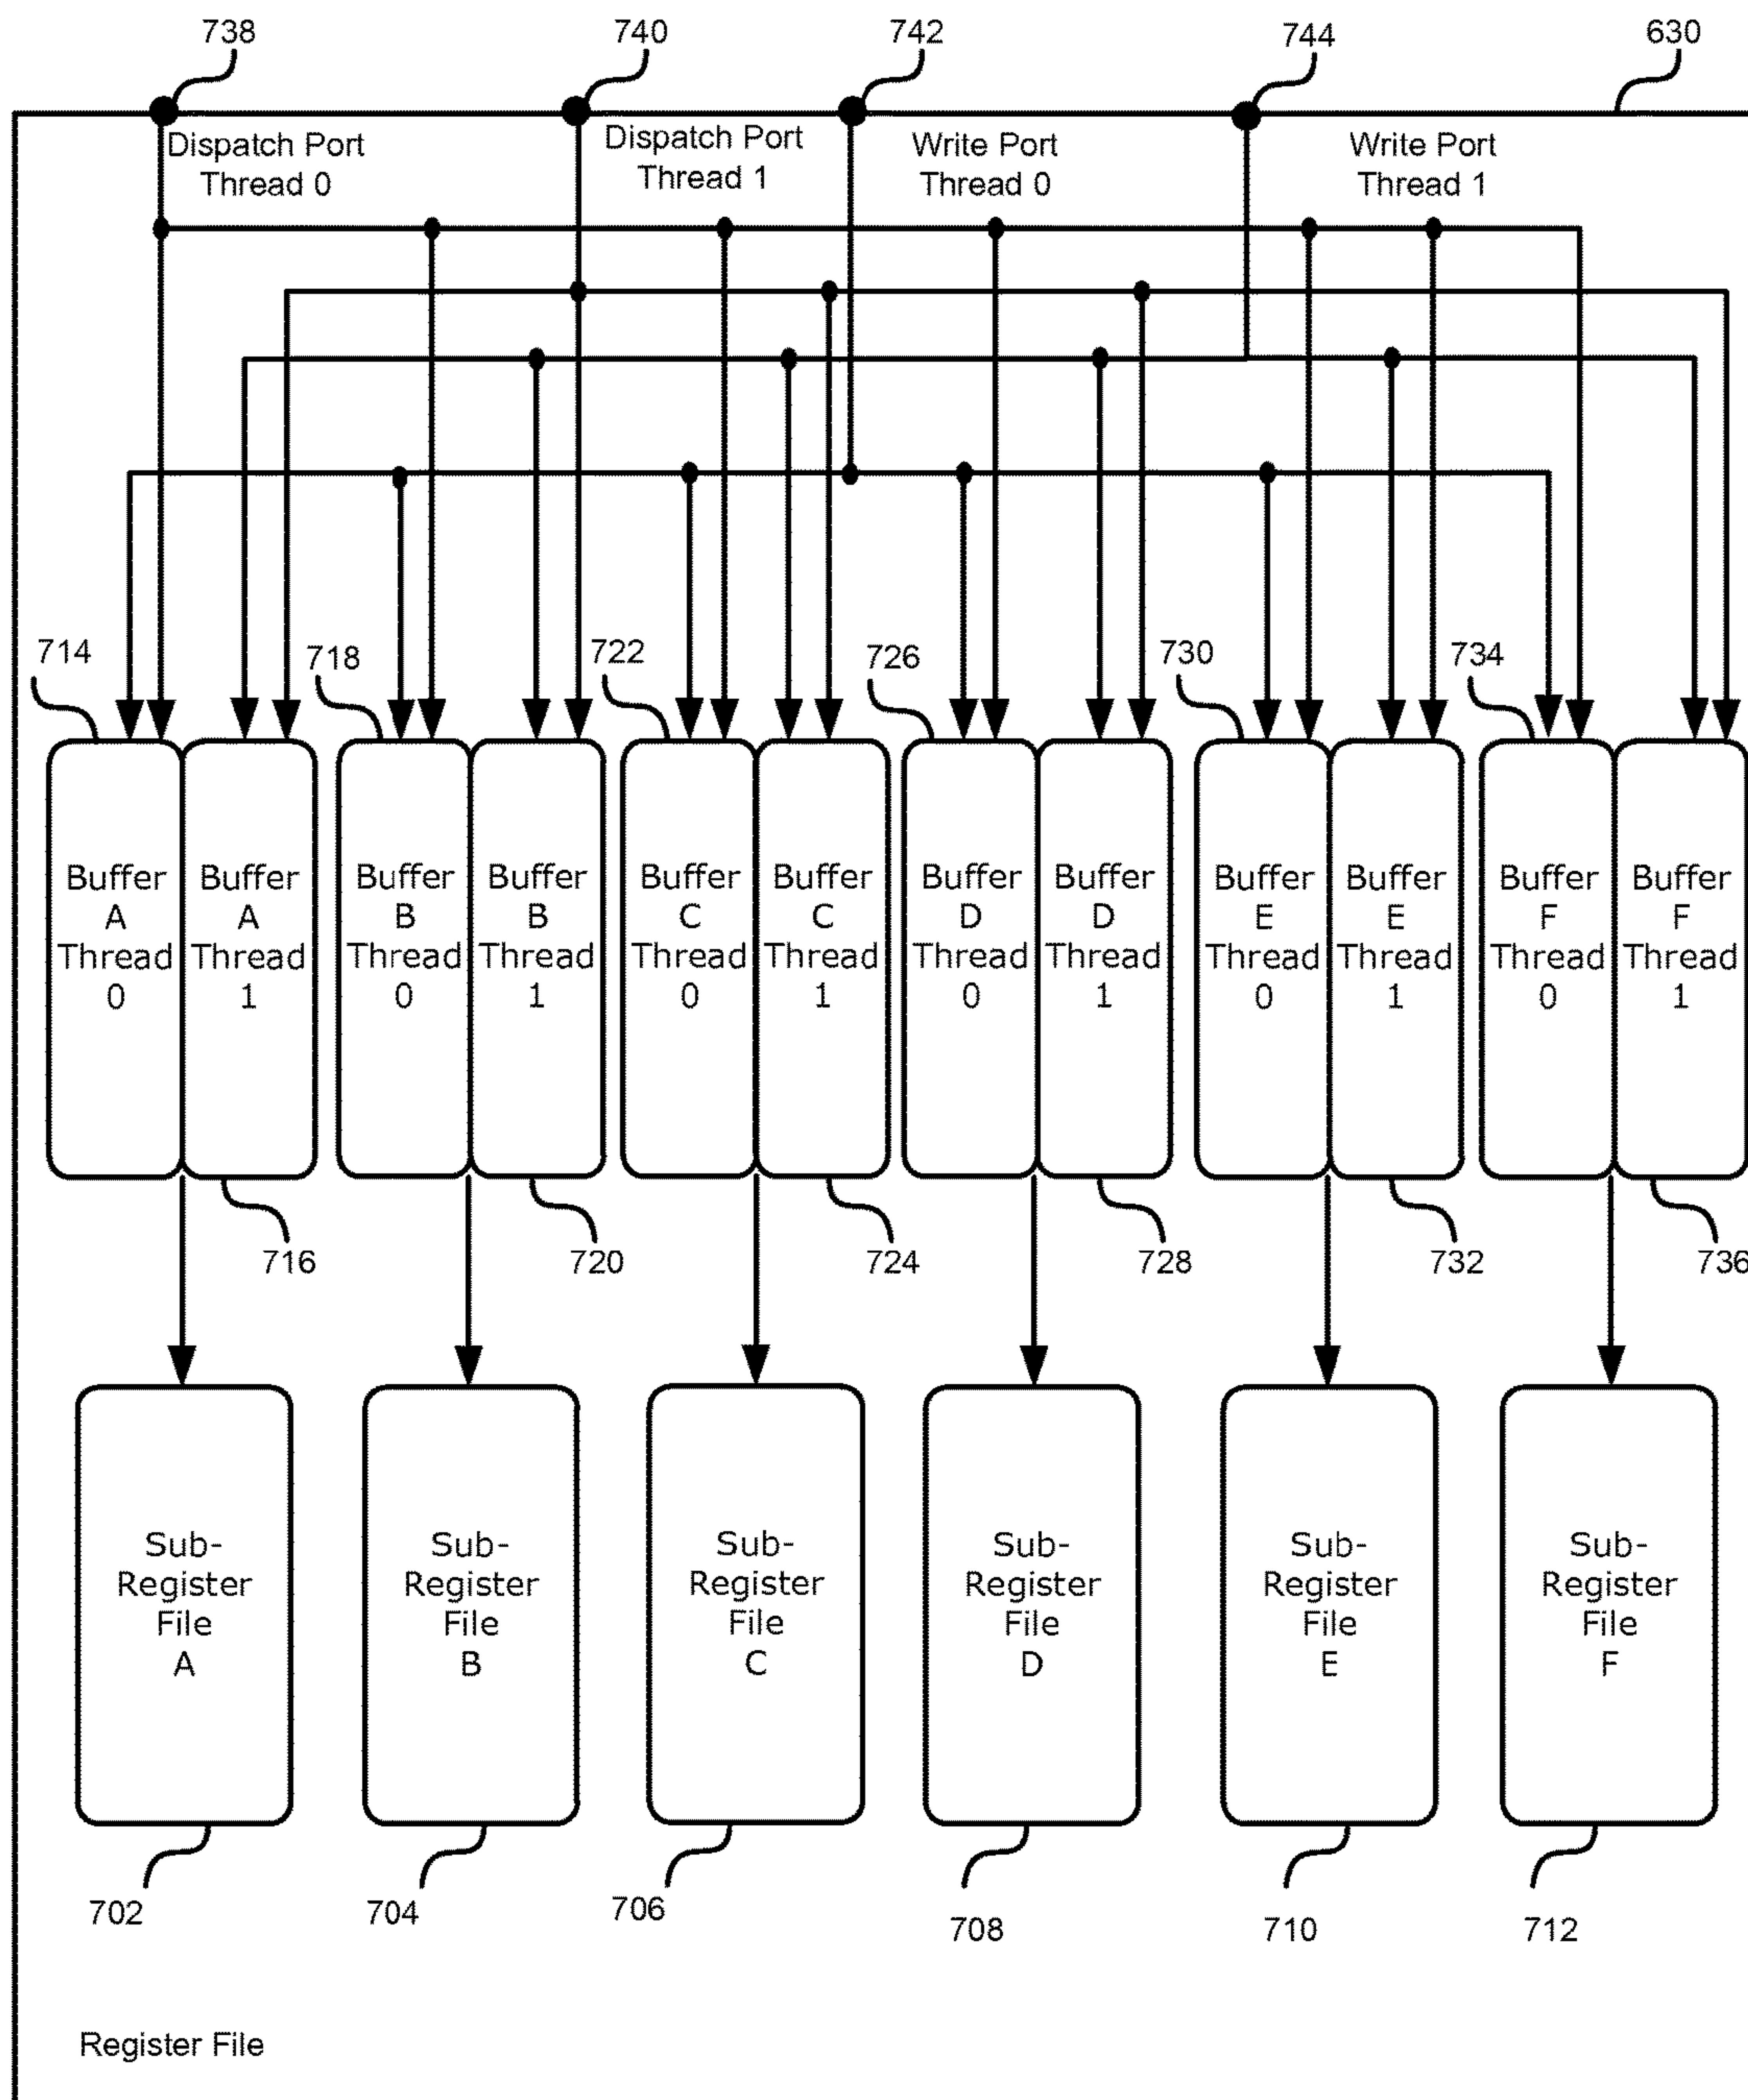 738
740
742
744
630
Dispatch Port
Thread 0
Dispatch Port
Thread 1
Write Port
Thread 0
Write Port
Thread 1
714
718
722
726
730
734
Buffer
A
Thread
0
Buffer
A
Thread
1
Buffer
B
Thread
0
Buffer
B
Thread
1
Buffer
C
Thread
0
Buffer
C
Thread
1
Buffer
D
Thread
0
Buffer
D
Thread
1
Buffer
E
Thread
0
Buffer
E
Thread
1
Buffer
F
Thread
0
Buffer
F
Thread
1
716
720
724
728
732
736
Sub-
Register
File
A
Sub-
Register
File
B
Sub-
Register
File
C
Sub-
Register
File
D
Sub-
Register
File
E
Sub-
Register
File
F
702
704
706
708
710
712
Register File